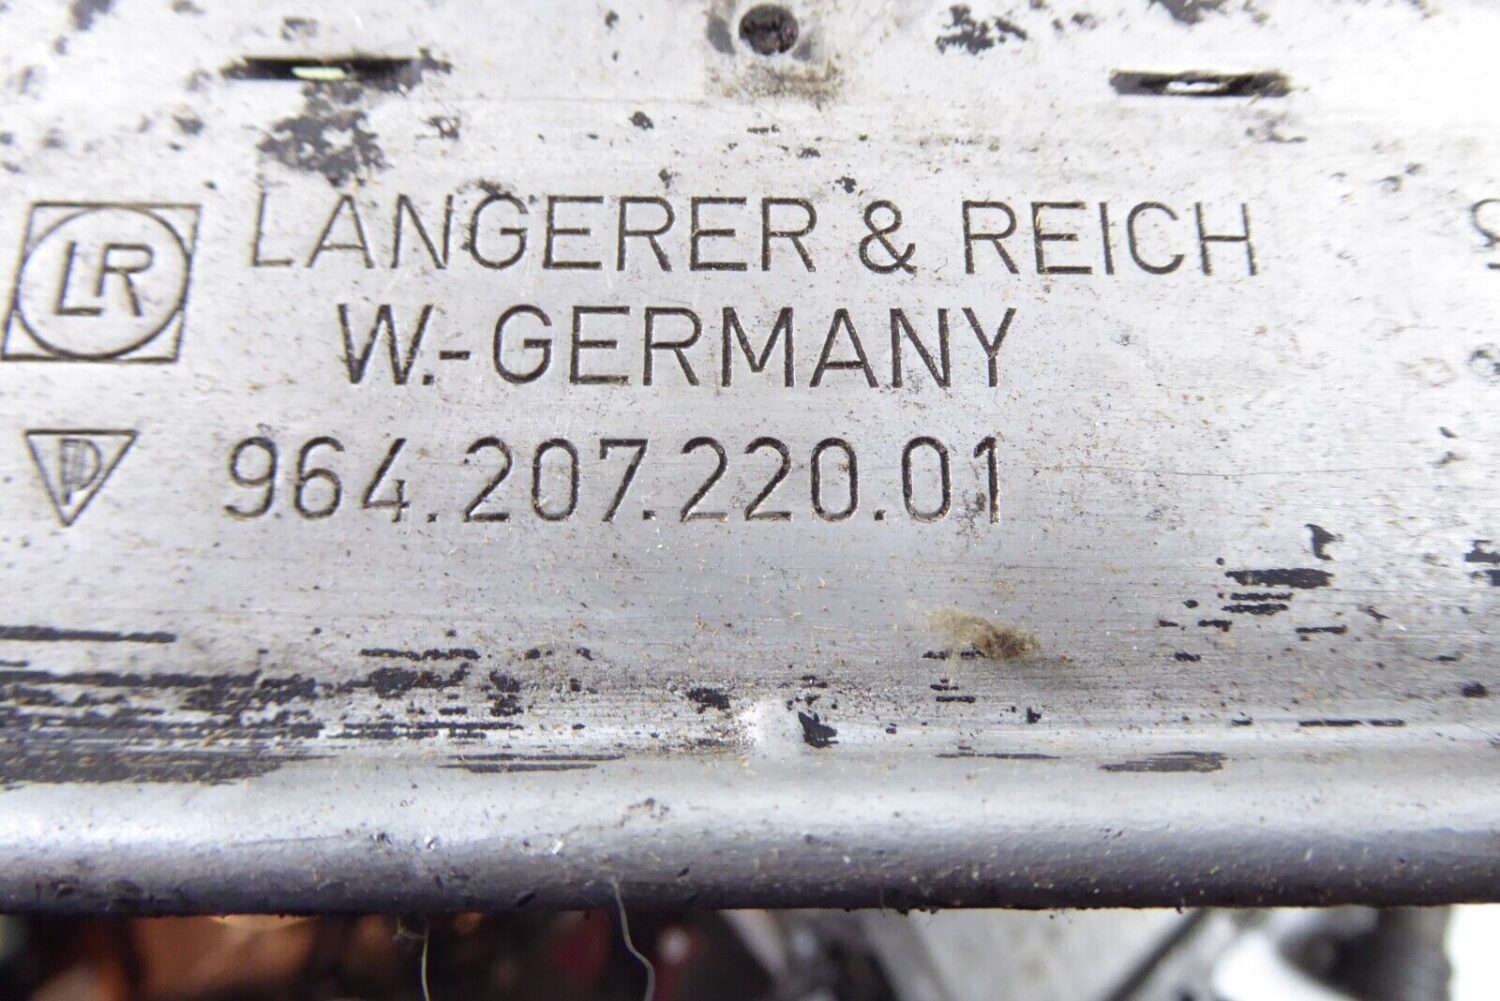 LR LANGERER & REICH
W.-GERMANY
P 964.207.220.01